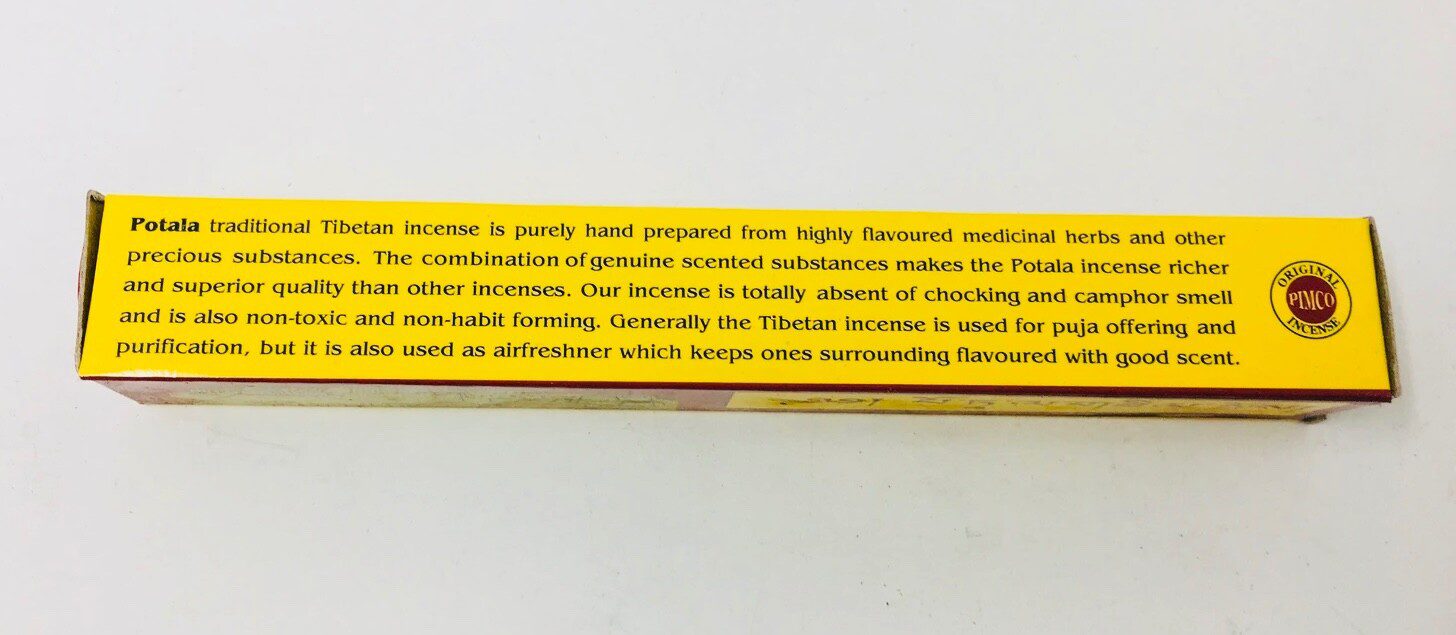 Potala traditional Tibetan incense is purely hand prepared from highly flavoured medicinal herbs and other
precious substances. The combination of genuine scented substances makes the Potala incense richer
and superior quality than other incenses. Our incense is totally absent of chocking and camphor smell
and is also non-toxic and non-habit forming. Generally the Tibetan incense is used for puja offering and
purification, but it is also used as airfreshner which keeps ones surrounding flavoured with good scent.
ORIGINAL
PIMCO
INCENSE